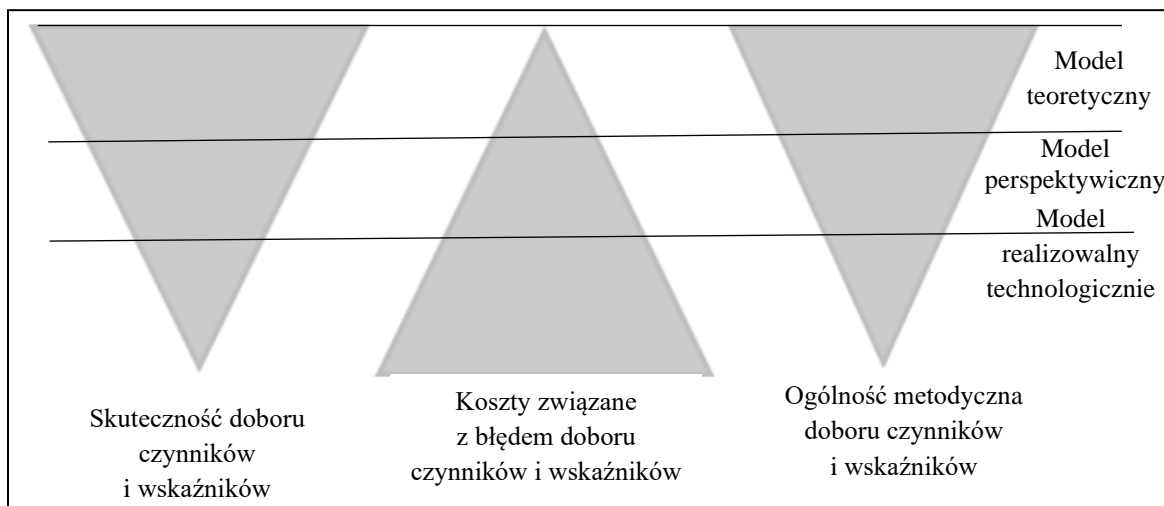 Model
teoretyczny
Model
perspektywiczny
Model
realizowalny
technologicznie
Skuteczność doboru
czynników
i wskaźników
Koszty związane
z błędem doboru
czynników i wskaźników
Ogólność metodyczna
doboru czynników
i wskaźników